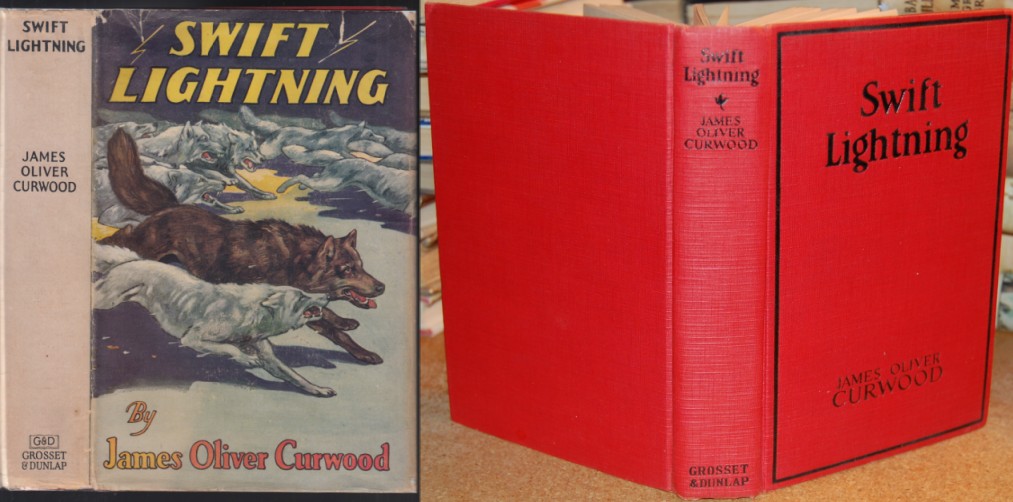 SWIFT
LIGHTNING
JAMES
OLIVER
CURWOOD
G&D
GROSSET
& DUNLAP
SWIFT
LIGHTNING
By
James Oliver Curwood
Swift
Lightning
JAMES
OLIVER
CURWOOD
GROSSET
& DUNLAP
Swift
Lightning
JAMES OLIVER
CURWOOD